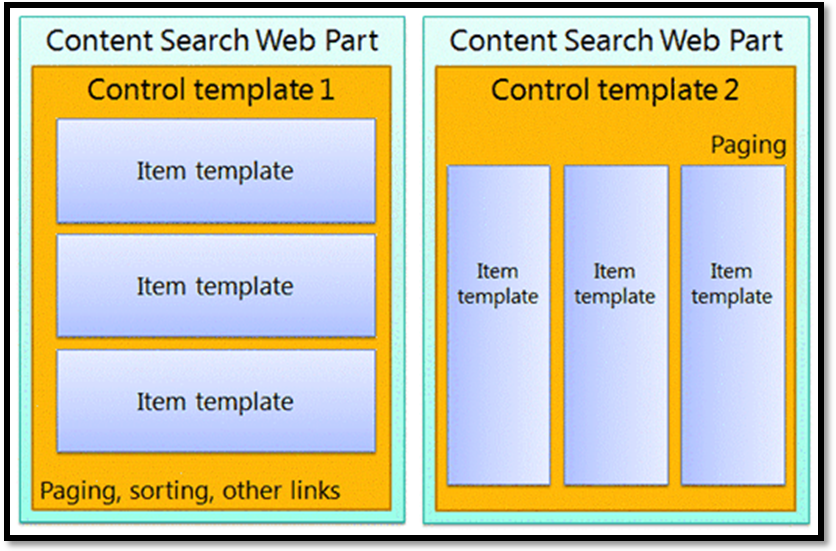 Content Search Web Part
Control template 1
Item template
Item template
Item template
Paging, sorting, other links
Content Search Web Part
Control template 2
Paging
Item
template
Item
template
Item
template